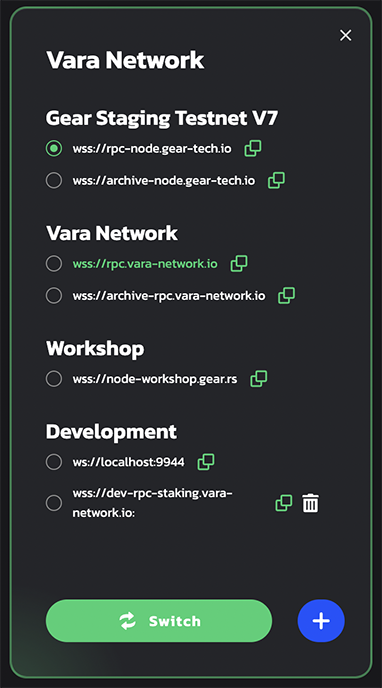 Vara Network
Gear Staging Testnet V7
wss://rpc-node.gear-tech.io
wss://archive-node.gear-tech.io
Vara Network
wss://rpc.vara-network.io
wss://archive-rpc.vara-network.io
Workshop
wss://node-workshop.gear.rs
Development
ws://localhost:9944
wss://dev-rpc-staking.vara-
network.io:
Switch